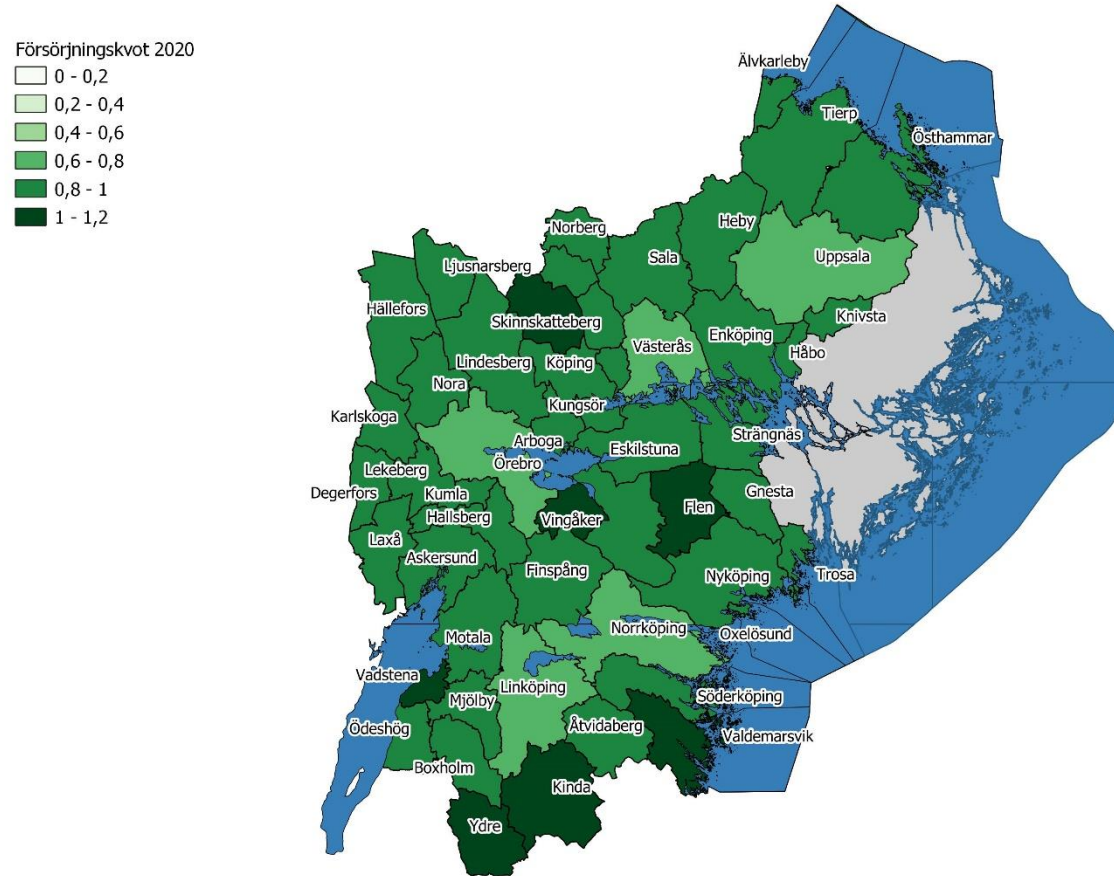 Försörjningskvot 2020
0 - 0,2
0,2 - 0,4
0,4 - 0,6
0,6 - 0,8
0,8 - 1
1 - 1,2
Älvkarleby
Tierp
Östhammar
Heby
Norberg
Sala
Uppsala
Ljusnarsberg
Hällefors
Skinnskatteberg
Knivsta
Enköping
Västerås
Håbo
Lindesberg
Köping
Nora
Kungsör
Karlskoga
Strängnäs
Arboga
Eskilstuna
Örebro
Lekeberg
Gnesta
Degerfors
Kumla
Flen
Hallsberg
Vingåker
Laxå
Askersund
Finspång
Nyköping
Trosa
Norrköping
Oxelösund
Motala
Vadstena
Linköping
Mjölby
Söderköping
Ödeshög
Åtvidaberg
Valdemarsvik
Boxholm
Kinda
Ydre